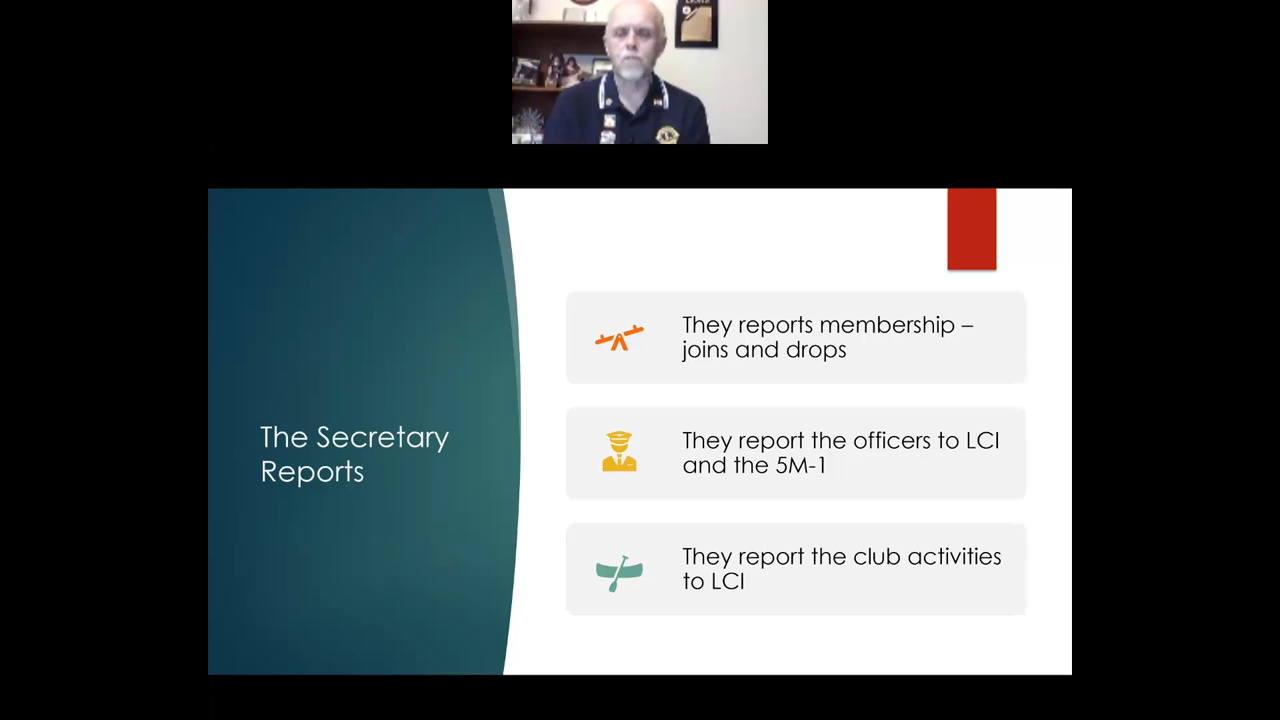 The Secretary
Reports
They reports membership –
joins and drops
They report the officers to LCI
and the 5M-1
They report the club activities
to LCI